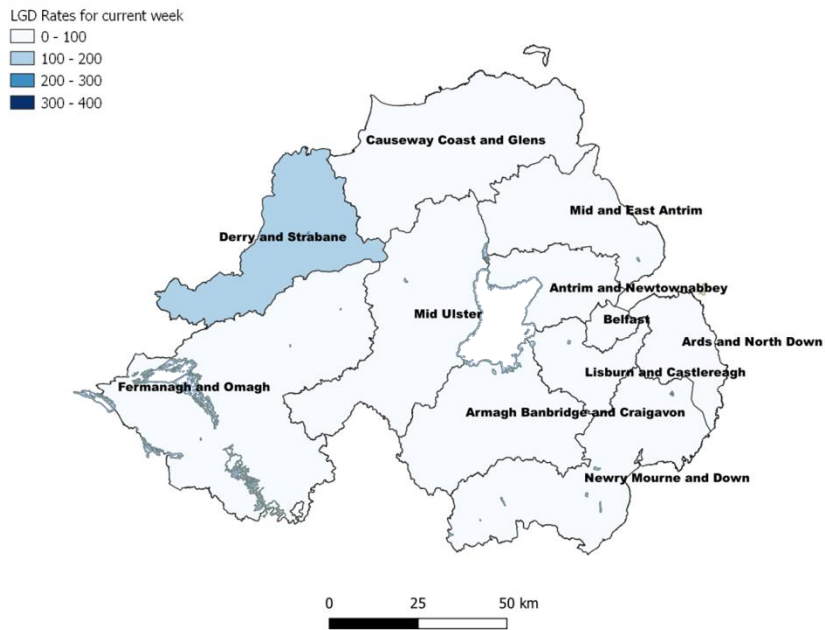 LGD Rates for current week
0 - 100
100 - 200
200 - 300
300 - 400
Causeway Coast and Glens
Mid and East Antrim
Derry and Strabane
Antrim and Newtownabbey
Mid Ulster
Belfast
Ards and North Down
Lisburn and Castlereagh
Fermanagh and Omagh
Armagh Banbridge and Craigavon
Newry Mourne and Down
0 25 50 km